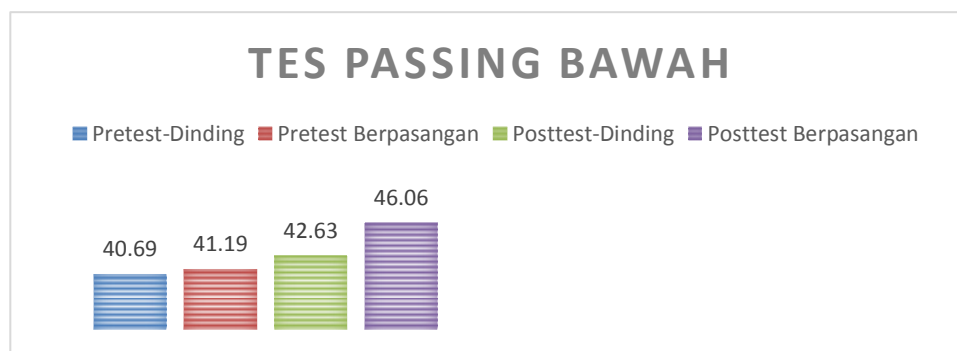 TES PASSING BAWAH
Pretest-Dinding Pretest Berpasangan Posttest-Dinding Posttest Berpasangan
40.69 41.19 42.63 46.06